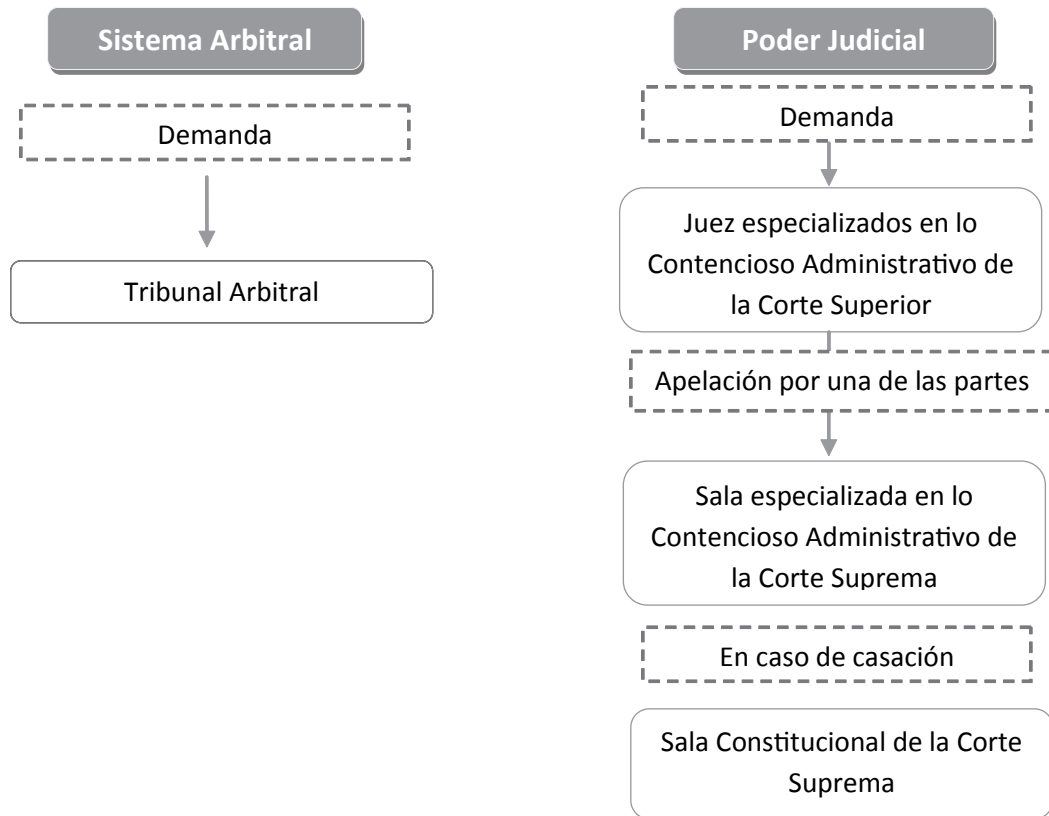 Sistema Arbitral
Demanda
Tribunal Arbitral
Poder Judicial
Demanda
Juez especializados en lo
Contencioso Administrativo de
la Corte Superior
Apelación por una de las partes
Sala especializada en lo
Contencioso Administrativo de
la Corte Suprema
En caso de casación
Sala Constitucional de la Corte
Suprema